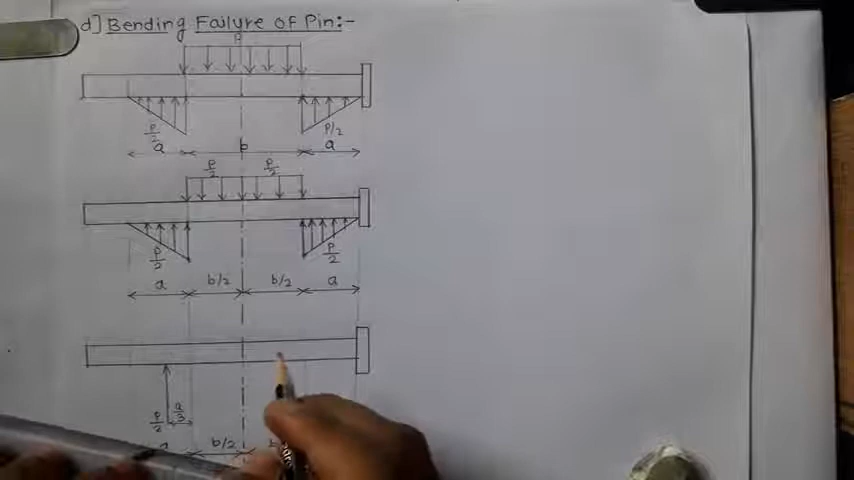 d] Bending Failure of Pin:-
P
P/2 P/2
a b a
P/2 P/2
P/2 P/2
a b/2 b/2 a
P/2 a/3
b/2